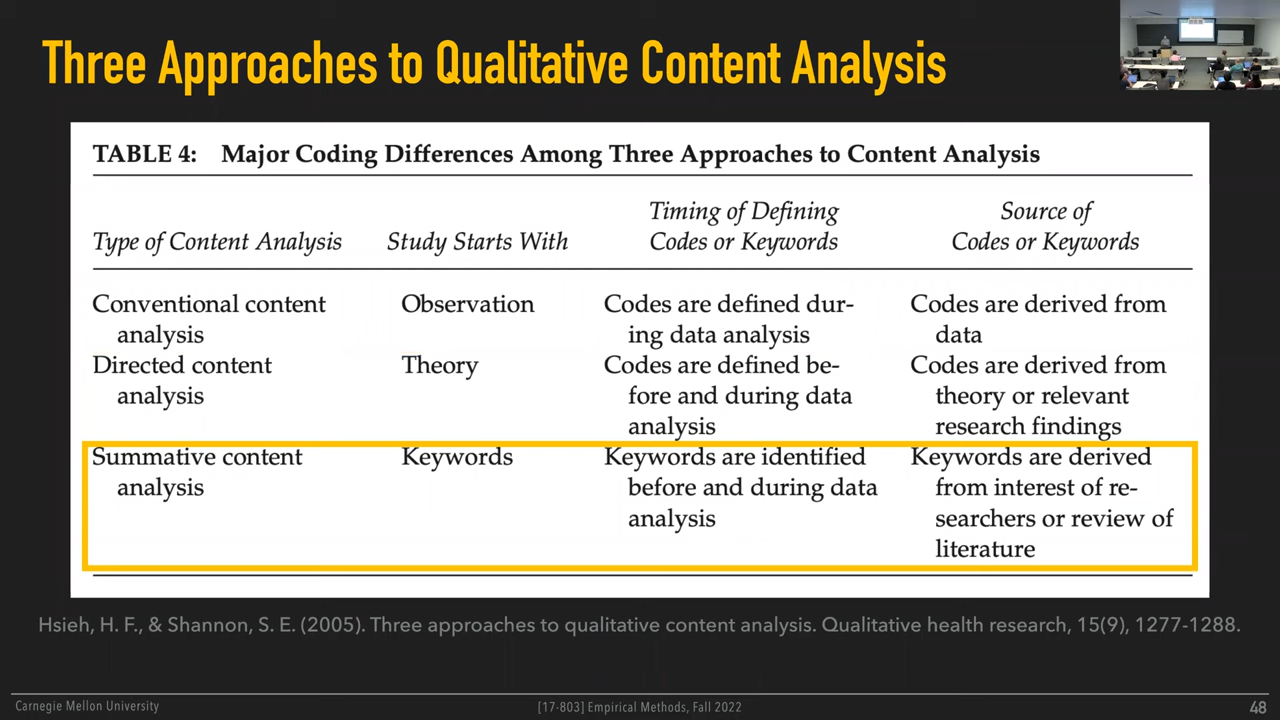 Three Approaches to Qualitative Content Analysis
TABLE 4: Major Coding Differences Among Three Approaches to Content Analysis
Type of Content Analysis
Study Starts With
Timing of Defining
Codes or Keywords
Source of
Codes or Keywords
Conventional content
analysis
Observation
Codes are defined dur-
ing data analysis
Codes are derived from
data
Directed content
analysis
Theory
Codes are defined be-
fore and during data
analysis
Codes are derived from
theory or relevant
research findings
Summative content
analysis
Keywords
Keywords are identified
before and during data
analysis
Keywords are derived
from interest of re-
searchers or review of
literature
Hsieh, H. F., & Shannon, S. E. (2005). Three approaches to qualitative content analysis. Qualitative health research, 15(9), 1277-1288.
Carnegie Mellon University
[17-803] Empirical Methods, Fall 2022
48